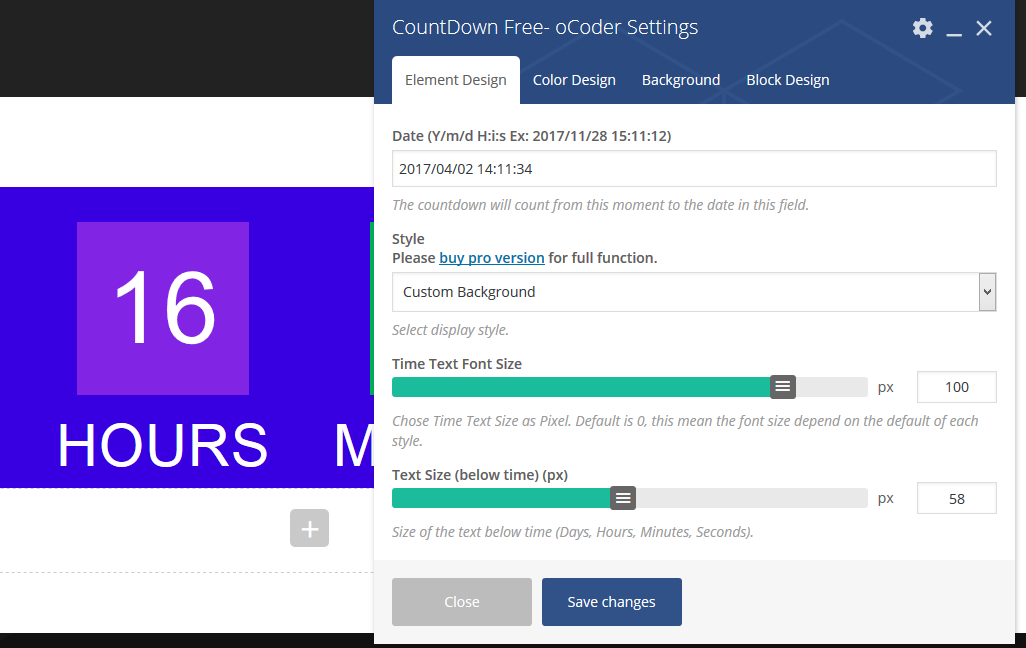 CountDown Free- oCoder Settings
Element Design Color Design Background Block Design
Date (Y/m/d H:i:s Ex: 2017/11/28 15:11:12)
2017/04/02 14:11:34
The countdown will count from this moment to the date in this field.
Style
Please buy pro version for full function.
Custom Background
Select display style.
Time Text Font Size
px 100
Chose Time Text Size as Pixel. Default is 0, this mean the font size depend on the default of each
style.
Text Size (below time) (px)
px 58
Size of the text below time (Days, Hours, Minutes, Seconds).
Close Save changes
16
HOURS M